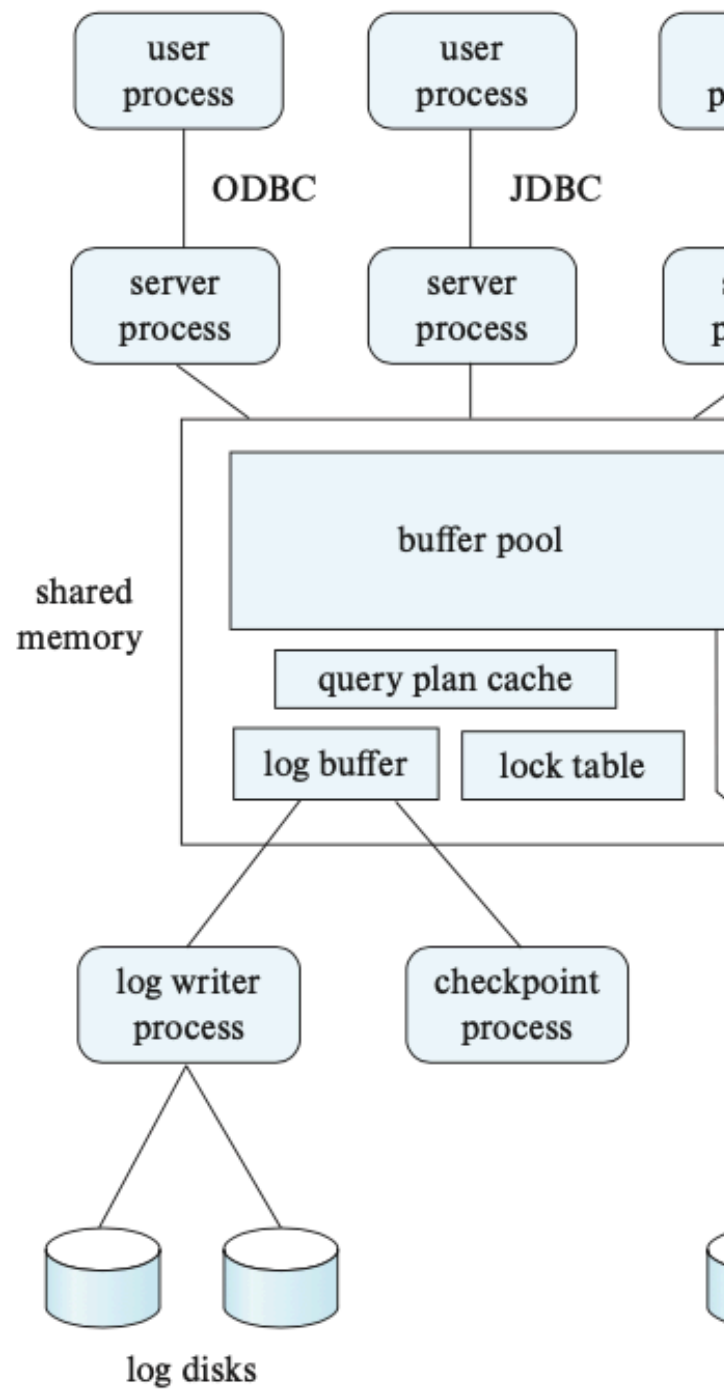 user
process
user
process
ODBC
JDBC
server
process
server
process
buffer pool
shared
memory
query plan cache
log buffer
lock table
log writer
process
checkpoint
process
log disks